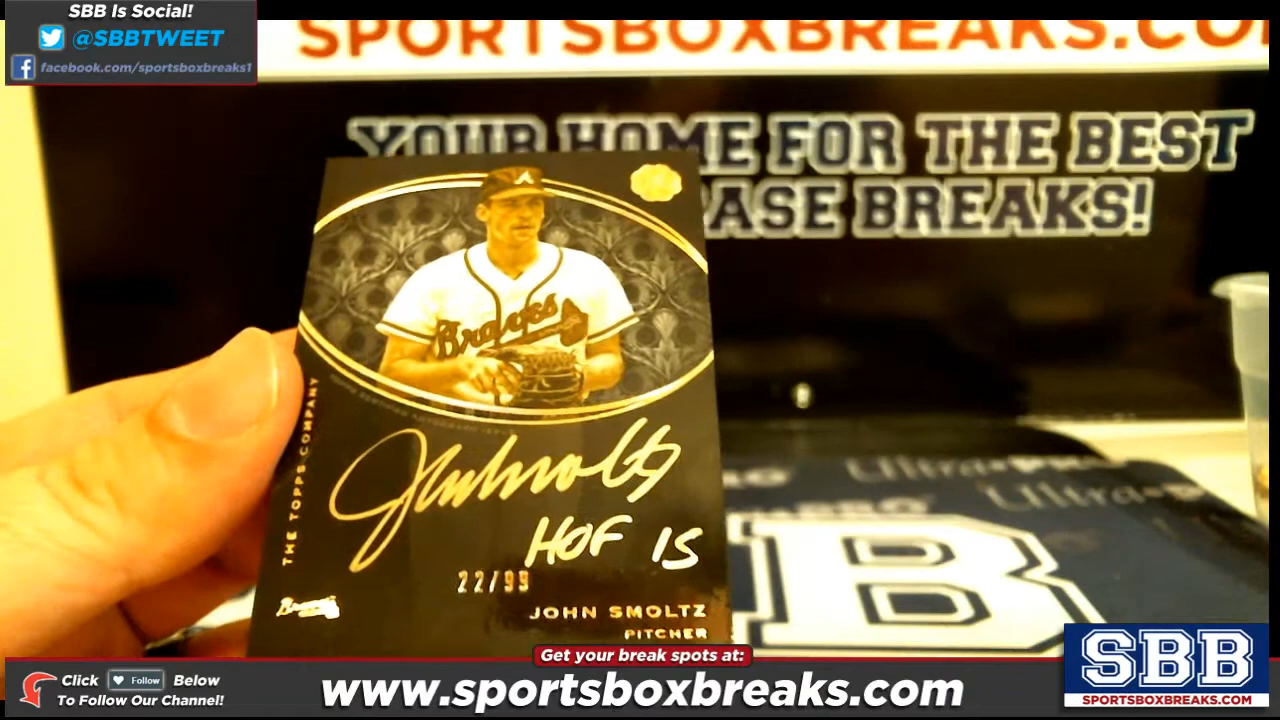 SBB Is Social!
@SBBTWEET
facebook.com/sportsboxbreaks1
SPORTSBOXBREAKS.CO
YOUR HOME FOR THE BEST
ASE BREAKS!
A
Braves
THE TOPPS COMPANY
John Smoltz
HOF 15
22/99
Braves
JOHN SMOLTZ
PITCHER
Ultra
Ultra
B
Get your break spots at:
Click Follow Below
To Follow Our Channel!
www.sportsboxbreaks.com
SBB
SPORTSBOXBREAKS.COM